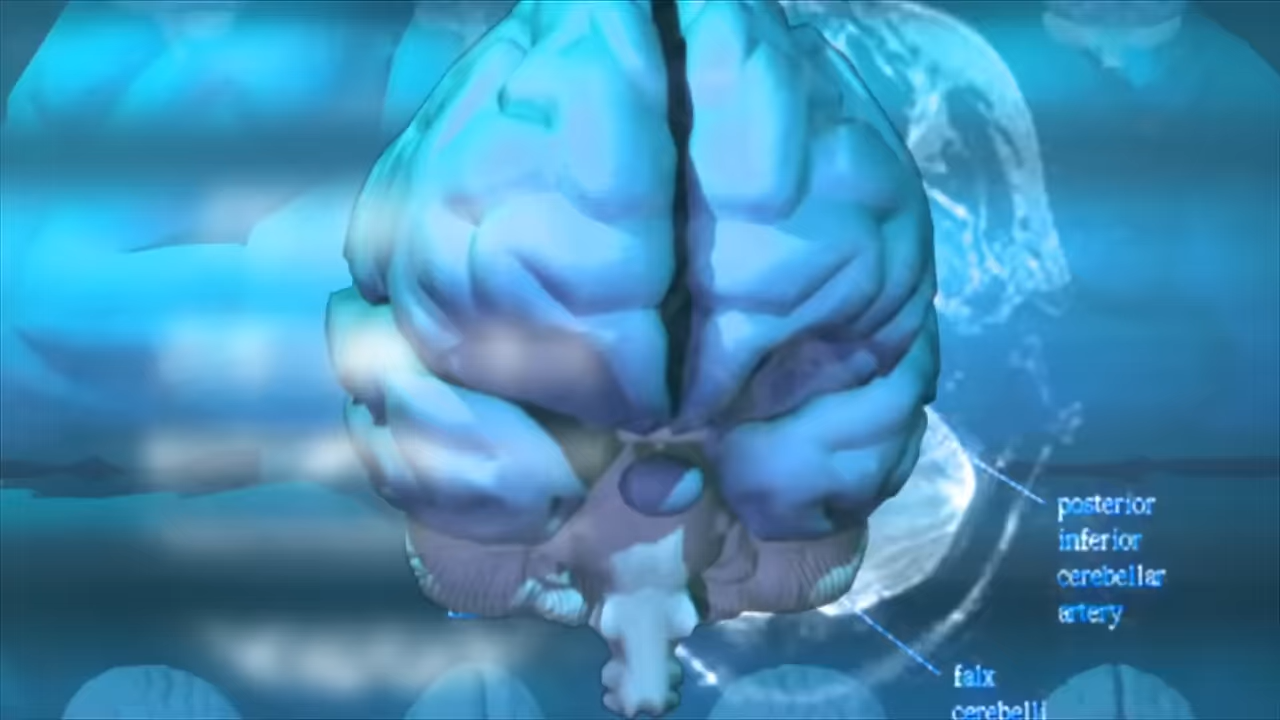 posterior
inferior
cerebellar
artery
falx
cerebelli